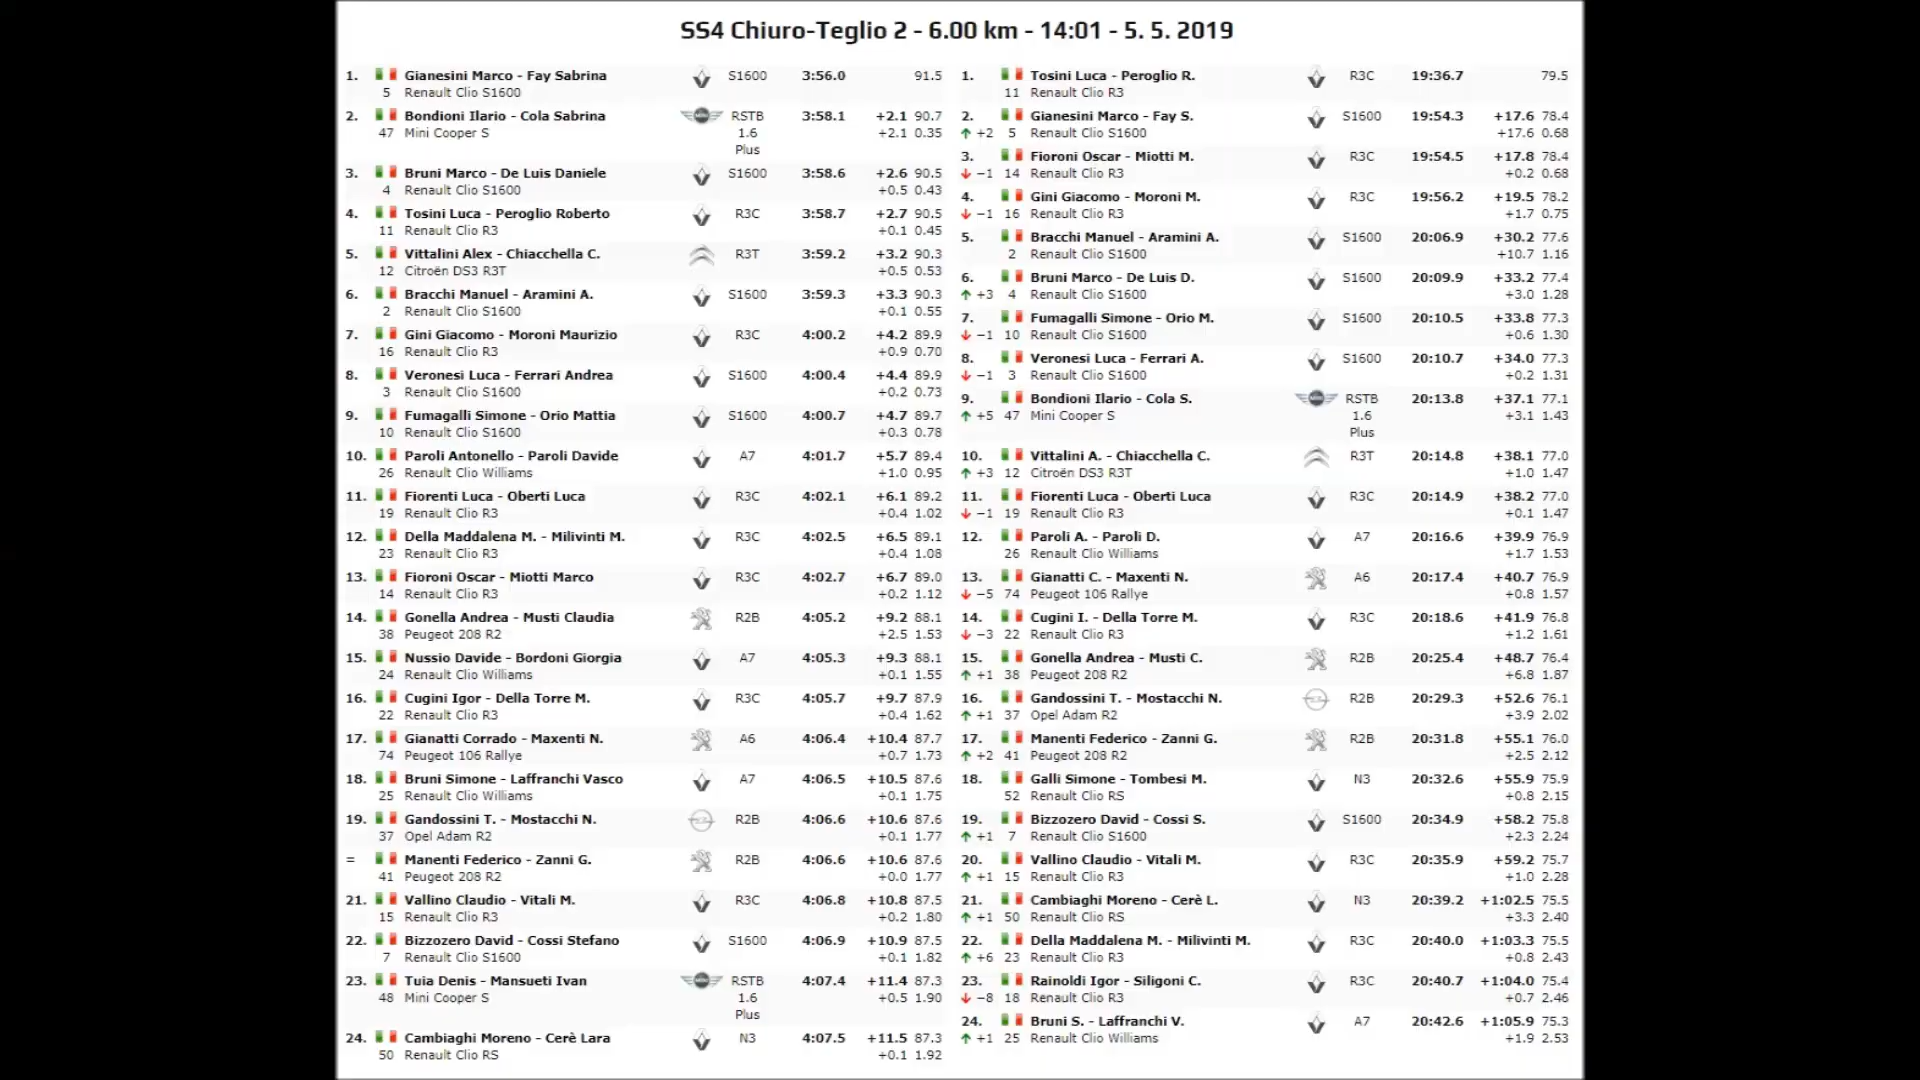 SS4 Chiuro-Teglio 2 - 6.00 km - 14:01 - 5. 5. 2019
1. Gianesini Marco - Fay Sabrina S1600 3:56.0 91.5
5 Renault Clio S1600
2. Bondioni Ilario - Cola Sabrina RSTB 3:58.1 +2.1 90.7
47 Mini Cooper S 1.6 +2.1 0.35
Plus
3. Bruni Marco - De Luis Daniele S1600 3:58.6 +2.6 90.5
4 Renault Clio S1600 +0.5 0.43
4. Tosini Luca - Peroglio Roberto R3C 3:58.7 +2.7 90.5
11 Renault Clio R3 +0.1 0.45
5. Vittalini Alex - Chiacchella C. R3T 3:59.2 +3.2 90.3
12 Citroën DS3 R3T +0.5 0.53
6. Bracchi Manuel - Aramini A. S1600 3:59.3 +3.3 90.3
2 Renault Clio S1600 +0.1 0.55
7. Gini Giacomo - Moroni Maurizio R3C 4:00.2 +4.2 89.9
16 Renault Clio R3 +0.9 0.70
8. Veronesi Luca - Ferrari Andrea S1600 4:00.4 +4.4 89.9
3 Renault Clio S1600 +0.2 0.73
9. Fumagalli Simone - Orio Mattia S1600 4:00.7 +4.7 89.7
10 Renault Clio S1600 +0.3 0.78
10. Paroli Antonello - Paroli Davide A7 4:01.7 +5.7 89.4
26 Renault Clio Williams +1.0 0.95
11. Fiorenti Luca - Oberti Luca R3C 4:02.1 +6.1 89.2
19 Renault Clio R3 +0.4 1.02
12. Della Maddalena M. - Milivinti M. R3C 4:02.5 +6.5 89.1
23 Renault Clio R3 +0.4 1.08
13. Fioroni Oscar - Miotti Marco R3C 4:02.7 +6.7 89.0
14 Renault Clio R3 +0.2 1.12
14. Gonella Andrea - Musti Claudia R2B 4:05.2 +9.2 88.1
38 Peugeot 208 R2 +2.5 1.53
15. Nussio Davide - Bordoni Giorgia A7 4:05.3 +9.3 88.1
24 Renault Clio Williams +0.1 1.55
16. Cugini Igor - Della Torre M. R3C 4:05.7 +9.7 87.9
22 Renault Clio R3 +0.4 1.62
17. Gianatti Corrado - Maxenti N. A6 4:06.4 +10.4 87.7
74 Peugeot 106 Rallye +0.7 1.73
18. Bruni Simone - Laffranchi Vasco A7 4:06.5 +10.5 87.6
25 Renault Clio Williams +0.1 1.75
19. Gandossini T. - Mostacchi N. R2B 4:06.6 +10.6 87.6
37 Opel Adam R2 +0.1 1.77
= Manenti Federico - Zanni G. R2B 4:06.6 +10.6 87.6
41 Peugeot 208 R2 +0.0 1.77
21. Vallino Claudio - Vitali M. R3C 4:06.8 +10.8 87.5
15 Renault Clio R3 +0.2 1.80
22. Bizzozero David - Cossi Stefano S1600 4:06.9 +10.9 87.5
7 Renault Clio S1600 +0.1 1.82
23. Tuia Denis - Mansueti Ivan RSTB 4:07.4 +11.4 87.3
48 Mini Cooper S 1.6 +0.5 1.90
Plus
24. Cambiaghi Moreno - Cerè Lara N3 4:07.5 +11.5 87.3
50 Renault Clio RS +0.1 1.92
1. Tosini Luca - Peroglio R. R3C 19:36.7 79.5
11 Renault Clio R3
2. Gianesini Marco - Fay S. S1600 19:54.3 +17.6 78.4
↑ +2 5 Renault Clio S1600 +17.6 0.68
3. Fioroni Oscar - Miotti M. R3C 19:54.5 +17.8 78.4
↓ −1 14 Renault Clio R3 +0.2 0.68
4. Gini Giacomo - Moroni M. R3C 19:56.2 +19.5 78.2
↓ −1 16 Renault Clio R3 +1.7 0.75
5. Bracchi Manuel - Aramini A. S1600 20:06.9 +30.2 77.6
2 Renault Clio S1600 +10.7 1.16
6. Bruni Marco - De Luis D. S1600 20:09.9 +33.2 77.4
↑ +3 4 Renault Clio S1600 +3.0 1.28
7. Fumagalli Simone - Orio M. S1600 20:10.5 +33.8 77.3
↓ −1 10 Renault Clio S1600 +0.6 1.30
8. Veronesi Luca - Ferrari A. S1600 20:10.7 +34.0 77.3
↓ −1 3 Renault Clio S1600 +0.2 1.31
9. Bondioni Ilario - Cola S. RSTB 20:13.8 +37.1 77.1
↑ +5 47 Mini Cooper S 1.6 +3.1 1.43
Plus
10. Vittalini A. - Chiacchella C. R3T 20:14.8 +38.1 77.0
↑ +3 12 Citroën DS3 R3T +1.0 1.47
11. Fiorenti Luca - Oberti Luca R3C 20:14.9 +38.2 77.0
↓ −1 19 Renault Clio R3 +0.1 1.47
12. Paroli A. - Paroli D. A7 20:16.6 +39.9 76.9
26 Renault Clio Williams +1.7 1.53
13. Gianatti C. - Maxenti N. A6 20:17.4 +40.7 76.9
↓ −5 74 Peugeot 106 Rallye +0.8 1.57
14. Cugini I. - Della Torre M. R3C 20:18.6 +41.9 76.8
↓ −3 22 Renault Clio R3 +1.2 1.61
15. Gonella Andrea - Musti C. R2B 20:25.4 +48.7 76.4
↑ +1 38 Peugeot 208 R2 +6.8 1.87
16. Gandossini T. - Mostacchi N. R2B 20:29.3 +52.6 76.1
↑ +1 37 Opel Adam R2 +3.9 2.02
17. Manenti Federico - Zanni G. R2B 20:31.8 +55.1 76.0
↑ +2 41 Peugeot 208 R2 +2.5 2.12
18. Galli Simone - Tombesi M. N3 20:32.6 +55.9 75.9
52 Renault Clio RS +0.8 2.15
19. Bizzozero David - Cossi S. S1600 20:34.9 +58.2 75.8
↑ +1 7 Renault Clio S1600 +2.3 2.24
20. Vallino Claudio - Vitali M. R3C 20:35.9 +59.2 75.7
↑ +1 15 Renault Clio R3 +1.0 2.28
21. Cambiaghi Moreno - Cerè L. N3 20:39.2 +1:02.5 75.5
↑ +1 50 Renault Clio RS +3.3 2.40
22. Della Maddalena M. - Milivinti M. R3C 20:40.0 +1:03.3 75.5
↑ +6 23 Renault Clio R3 +0.8 2.43
23. Rainoldi Igor - Siligoni C. R3C 20:40.7 +1:04.0 75.4
↓ −8 18 Renault Clio R3 +0.7 2.46
24. Bruni S. - Laffranchi V. A7 20:42.6 +1:05.9 75.3
↑ +1 25 Renault Clio Williams +1.9 2.53